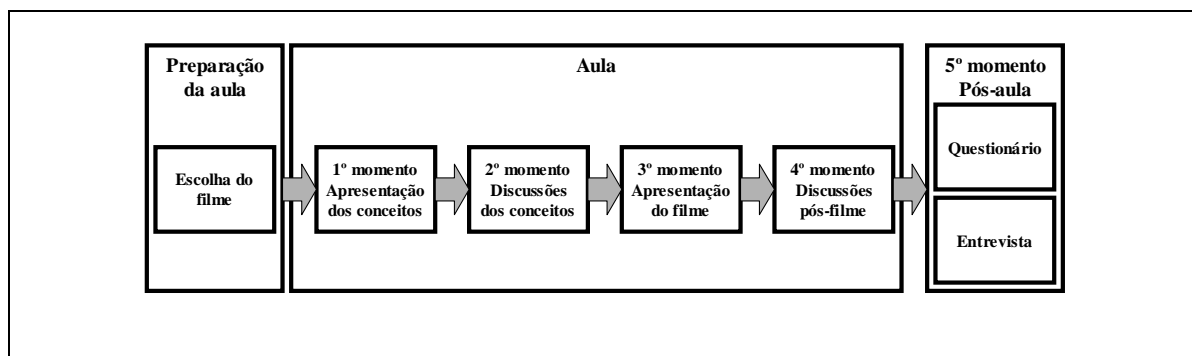 Preparação
da aula
Escolha do
filme
Aula
1º momento
Apresentação
dos conceitos
2º momento
Discussões
dos conceitos
3º momento
Apresentação
do filme
4º momento
Discussões
pós-filme
5º momento
Pós-aula
Questionário
Entrevista